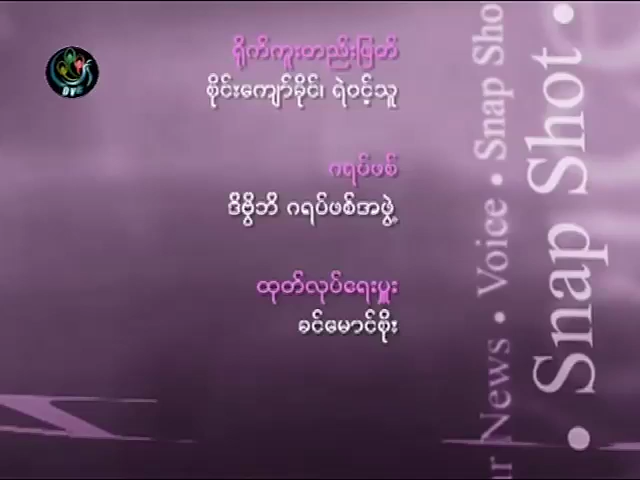 ရိုက်ကူးတည်းဖြတ်
စိုင်းကျော်ခိုင်၊ ရဲဝင့်သူ
ဂရပ်ဖစ်
ဒီဗွီဘီ ဂရပ်ဖစ်အဖွဲ့
ထုတ်လုပ်ရေးမှူး
ခင်မောင်စိုး
News • Voice • Snap Sho
• Snap Shot •